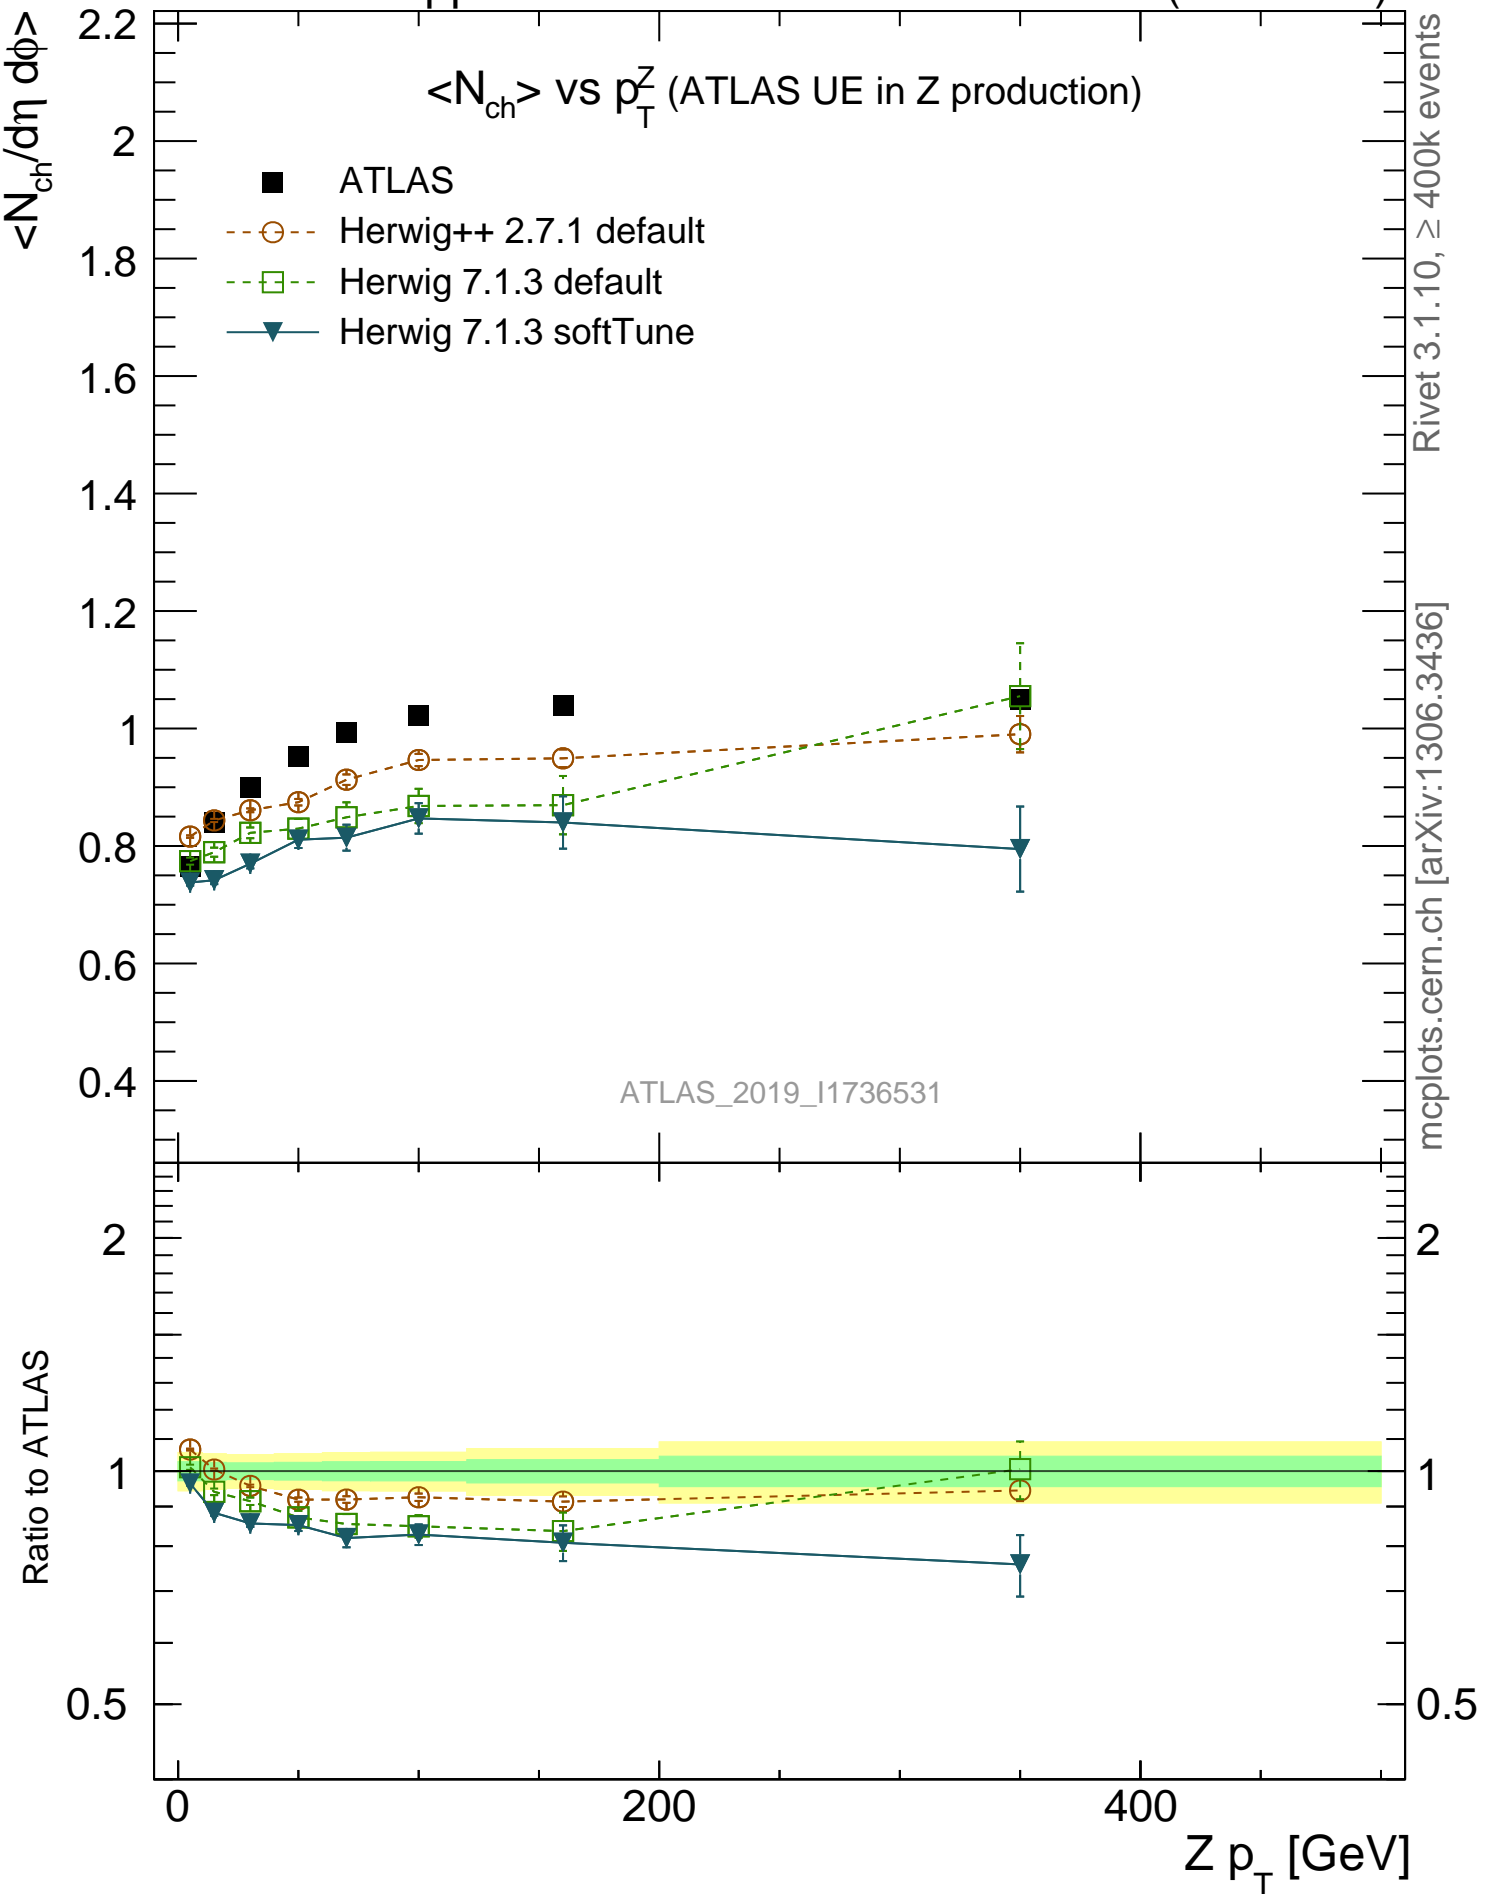 <N_ch/dη dφ>
<N_ch> vs p_T^Z (ATLAS UE in Z production)
ATLAS
Herwig++ 2.7.1 default
Herwig 7.1.3 default
Herwig 7.1.3 softTune
2.2
2
1.8
1.6
1.4
1.2
1
0.8
0.6
0.4
ATLAS_2019_I1736531
Rivet 3.1.10, ≥ 400k events
mcplots.cern.ch [arXiv:1306.3436]
Ratio to ATLAS
2
1
0.5
2
1
0.5
0
200
400
Z p_T [GeV]